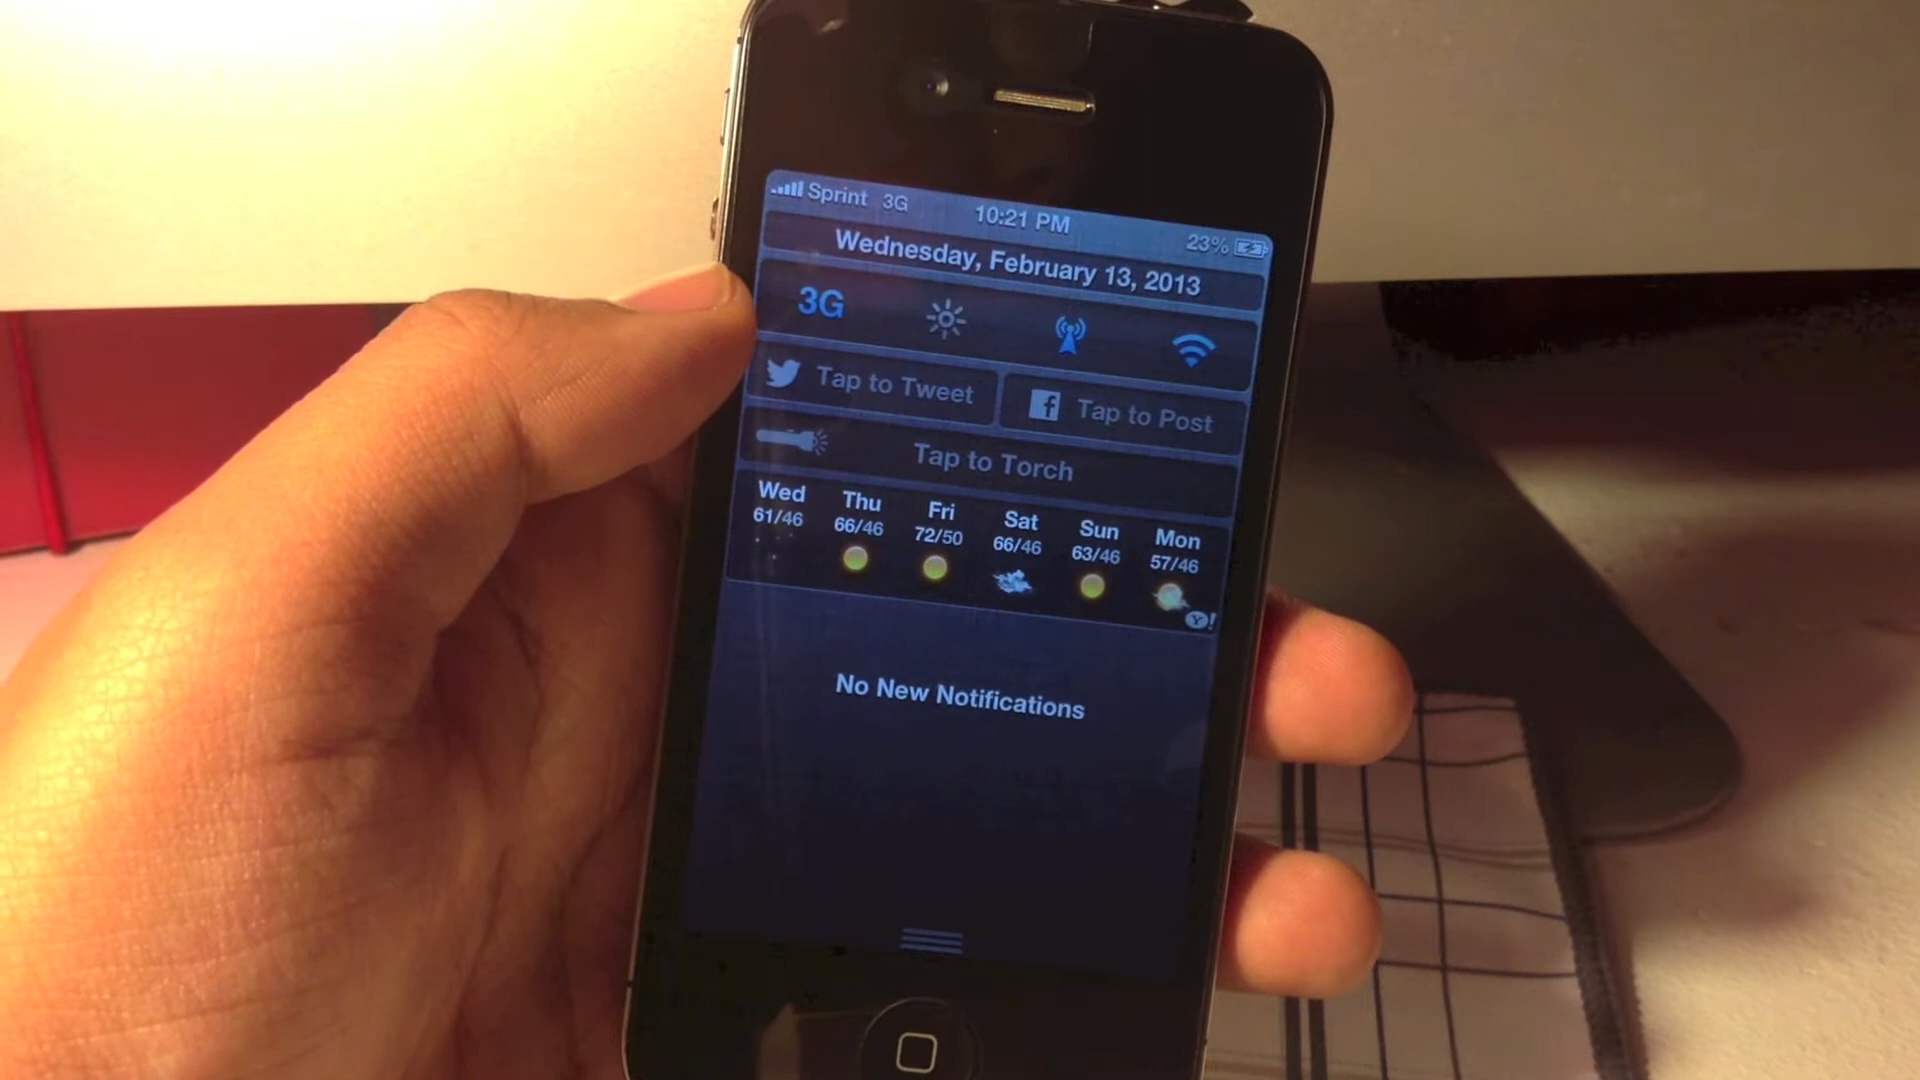 Sprint 3G 10:21 PM 23%
Wednesday, February 13, 2013
3G
Tap to Tweet Tap to Post
Tap to Torch
Wed Thu Fri Sat Sun Mon
61/46 66/46 72/50 66/46 63/46 57/46
Y!
No New Notifications